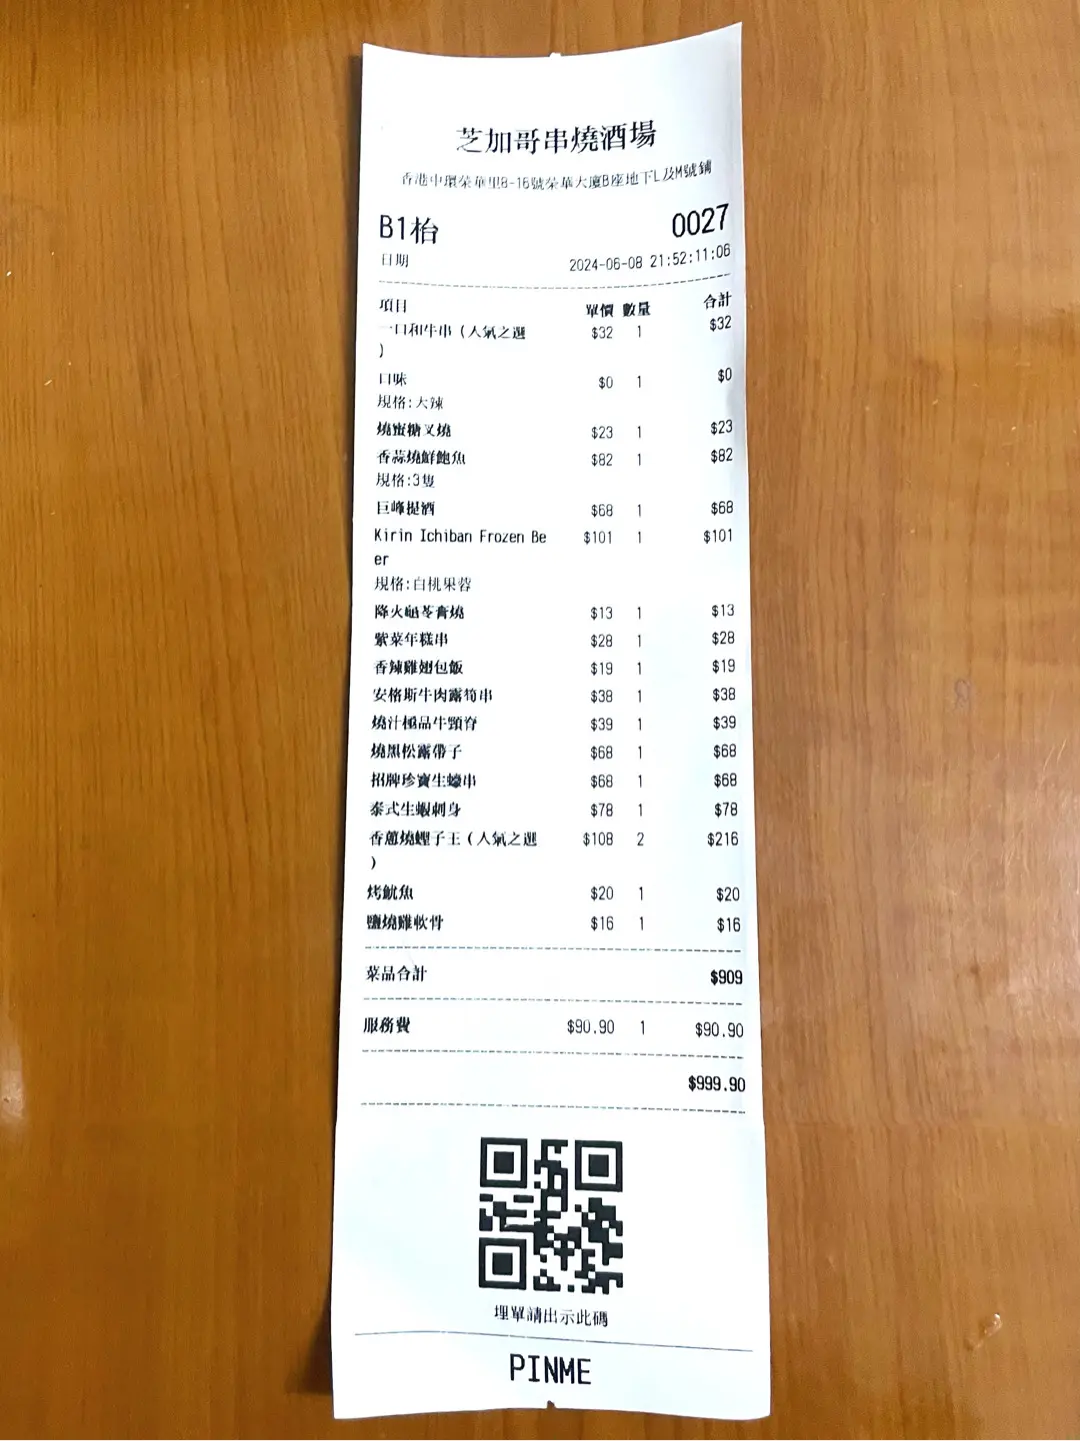 芝加哥串燒酒場
香港中環榮華里8-16號榮華大廈B座地下L及M號鋪
B1枱 0027
日期 2024-06-08 21:52:11:06
項目 單價 數量 合計
一口和牛串（人氣之選 $32 1 $32
）
口味 $0 1 $0
規格:大辣
燒蜜糖叉燒 $23 1 $23
香蒜燒鮮鮑魚 $82 1 $82
規格:3隻
巨峰提酒 $68 1 $68
Kirin Ichiban Frozen Be $101 1 $101
er
規格:白桃果蓉
降火龜苓膏燒 $13 1 $13
紫菜年糕串 $28 1 $28
香辣雞翅包飯 $19 1 $19
安格斯牛肉露筍串 $38 1 $38
燒汁極品牛頸脊 $39 1 $39
燒黑松露帶子 $68 1 $68
招牌珍寶生蠔串 $68 1 $68
泰式生蝦刺身 $78 1 $78
香蔥燒蟶子王（人氣之選 $108 2 $216
）
烤魷魚 $20 1 $20
鹽燒雞軟骨 $16 1 $16
菜品合計 $909
服務費 $90.90 1 $90.90
$999.90
埋單請出示此碼
PINME